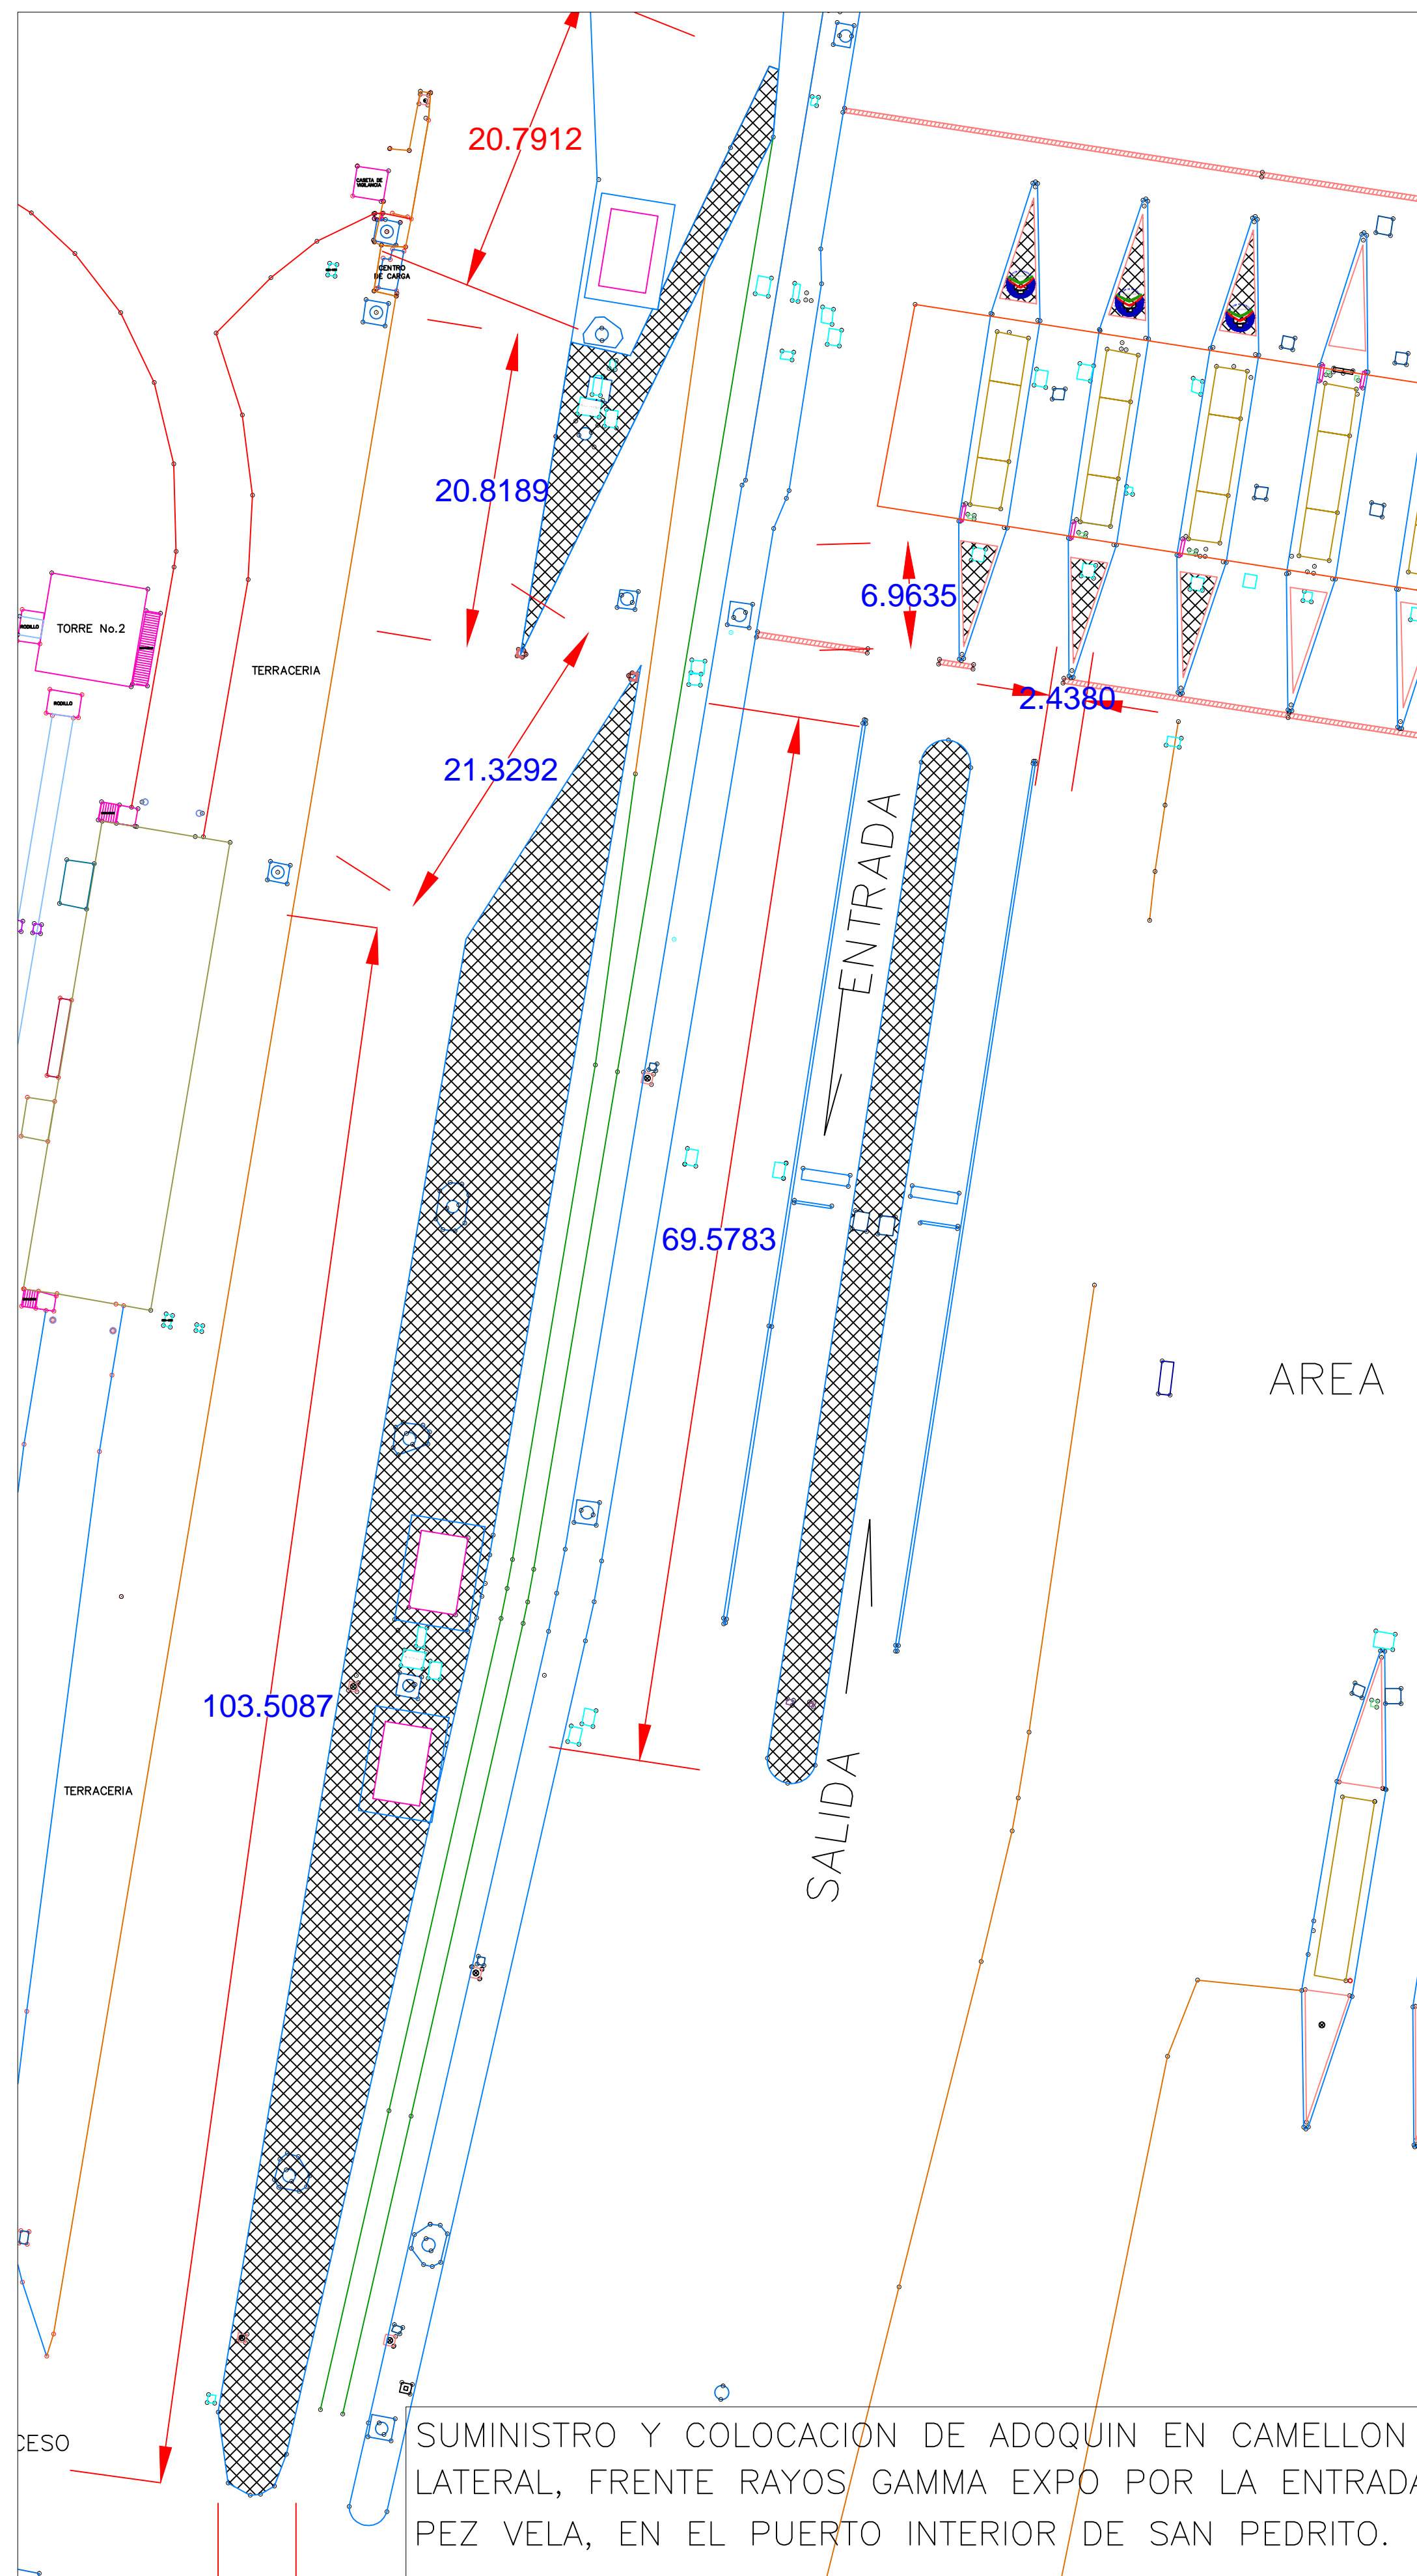 20.7912
CASETA DE
VIGILANCIA
CENTRO
DE CARGA
20.8189
6.9635
RODILLO
TORRE No.2
TERRACERIA
RODILLO
2.4380
21.3292
ENTRADA
69.5783
AREA
103.5087
TERRACERIA
SALIDA
CESO
SUMINISTRO Y COLOCACION DE ADOQUIN EN CAMELLON
LATERAL, FRENTE RAYOS GAMMA EXPO POR LA ENTRADA
PEZ VELA, EN EL PUERTO INTERIOR DE SAN PEDRITO.